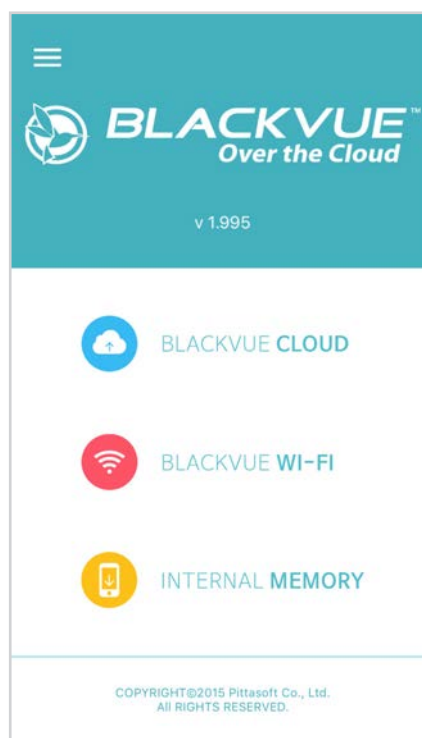 BLACKVUE™
Over the Cloud
v 1.995
BLACKVUE CLOUD
BLACKVUE WI-FI
INTERNAL MEMORY
COPYRIGHT©2015 Pittasoft Co., Ltd.
All RIGHTS RESERVED.